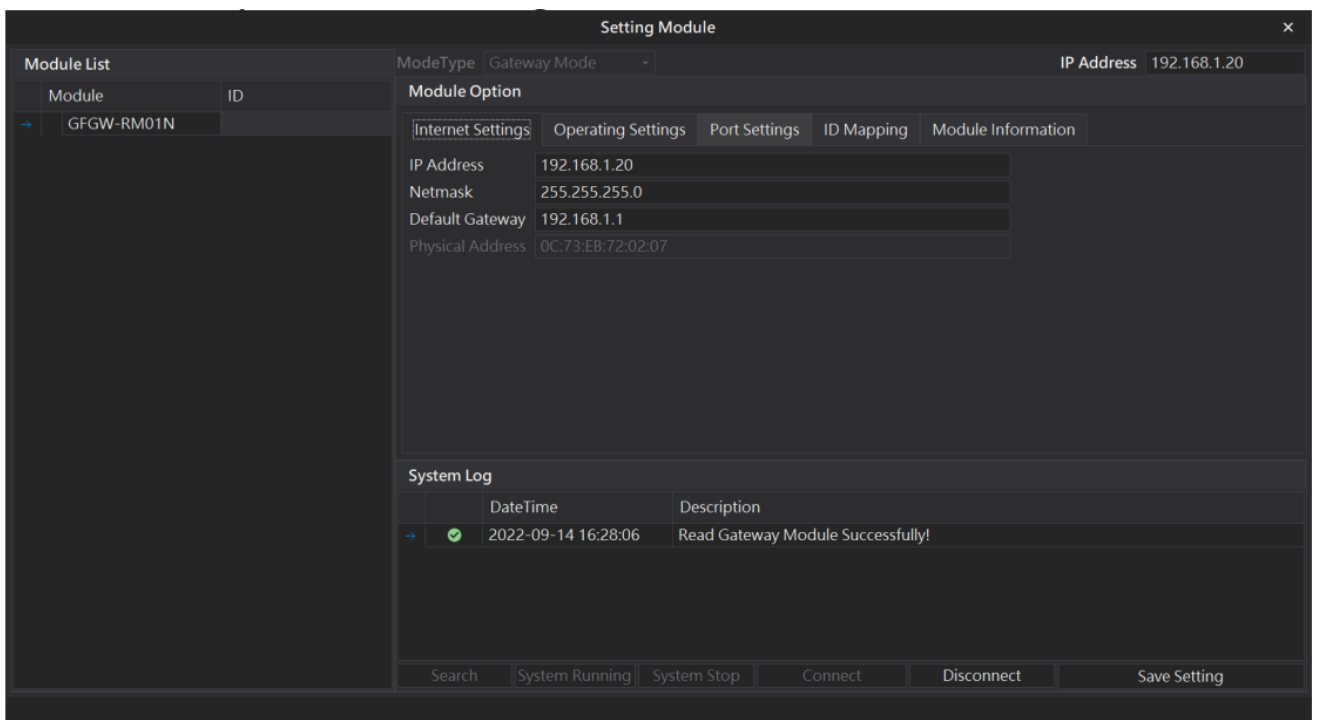 Setting Module ×
Module List
Module ID
GFGW-RM01N
ModeType Gateway Mode IP Address 192.168.1.20
Module Option
Internet Settings Operating Settings Port Settings ID Mapping Module Information
IP Address 192.168.1.20
Netmask 255.255.255.0
Default Gateway 192.168.1.1
Physical Address 0C:73:EB:72:02:07
System Log
DateTime Description
2022-09-14 16:28:06 Read Gateway Module Successfully!
Search System Running System Stop Connect Disconnect Save Setting